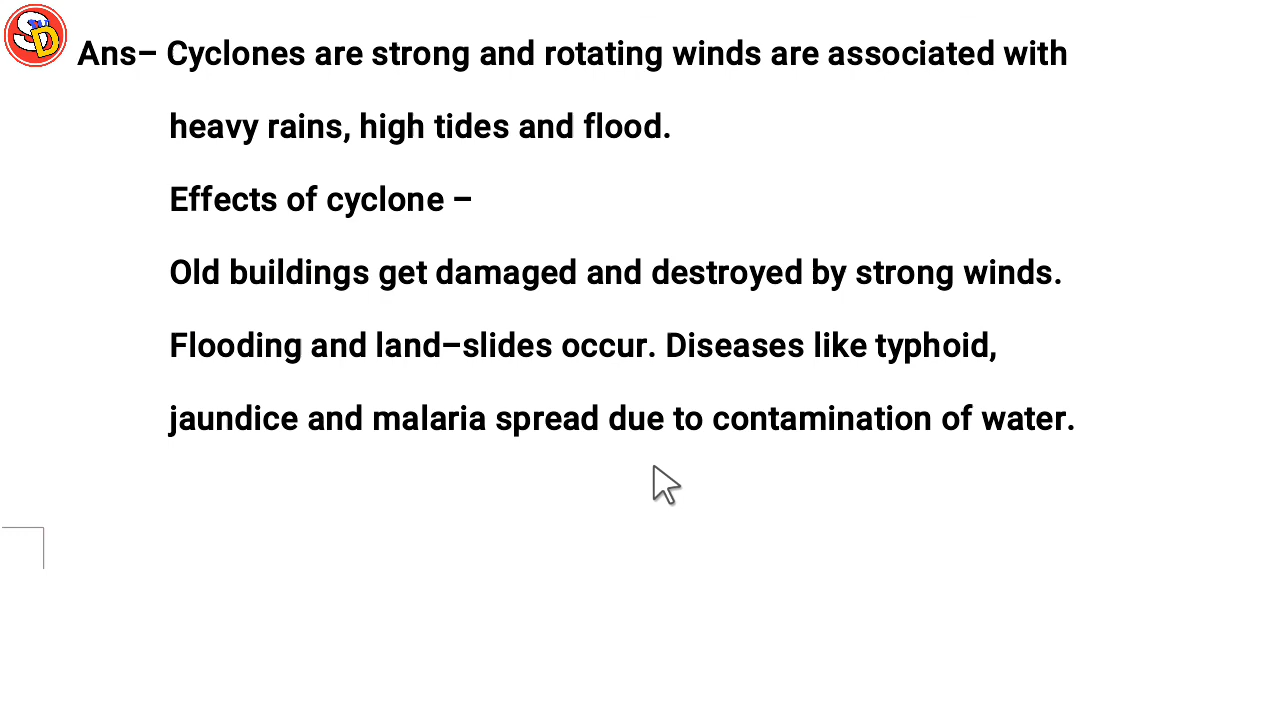 SD
Ans– Cyclones are strong and rotating winds are associated with
heavy rains, high tides and flood.
Effects of cyclone –
Old buildings get damaged and destroyed by strong winds.
Flooding and land–slides occur. Diseases like typhoid,
jaundice and malaria spread due to contamination of water.